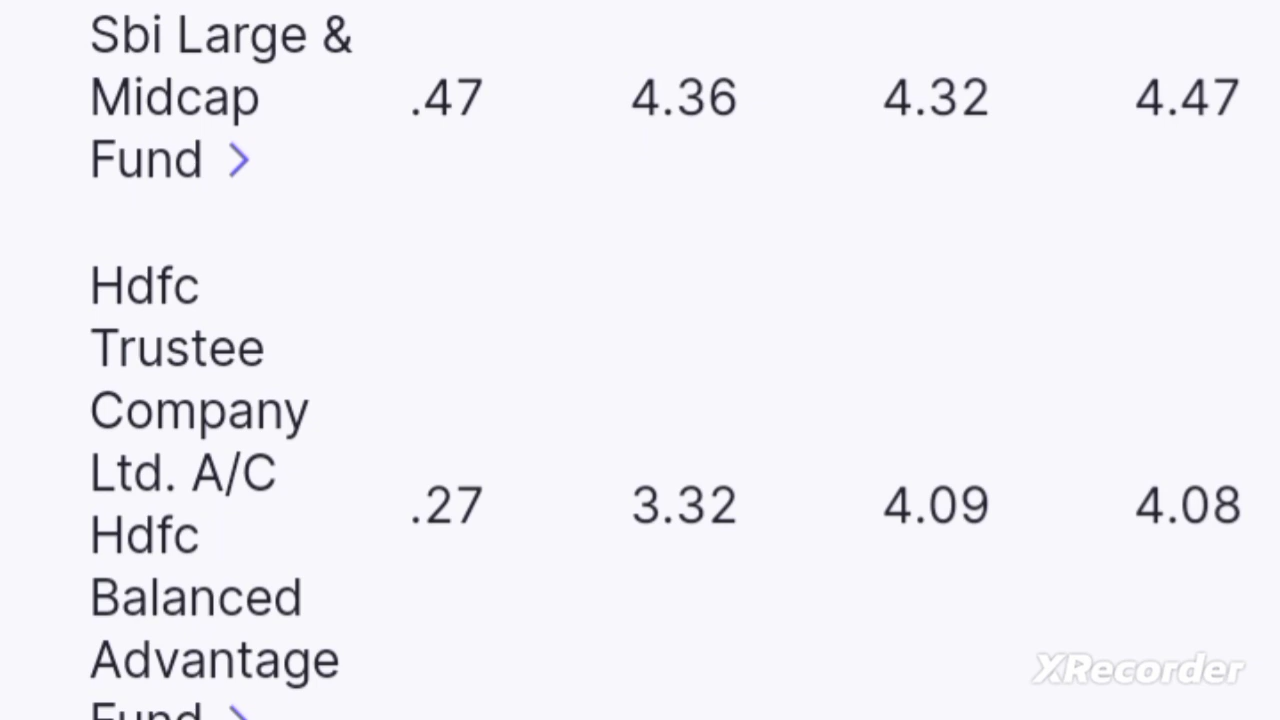 Sbi Large &
Midcap .47 4.36 4.32 4.47
Fund >
Hdfc
Trustee
Company
Ltd. A/C
.27 3.32 4.09 4.08
Hdfc
Balanced
Advantage
Fund >
XRecorder